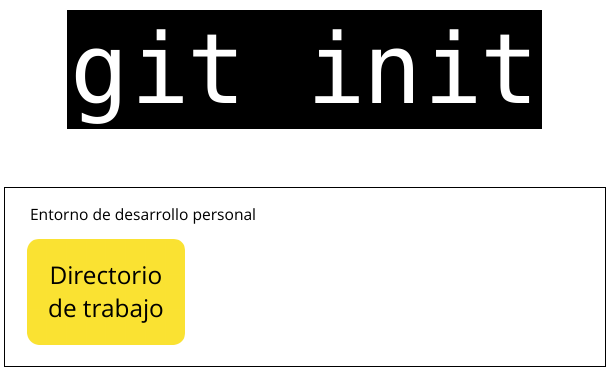 git init
Entorno de desarrollo personal
Directorio
de trabajo